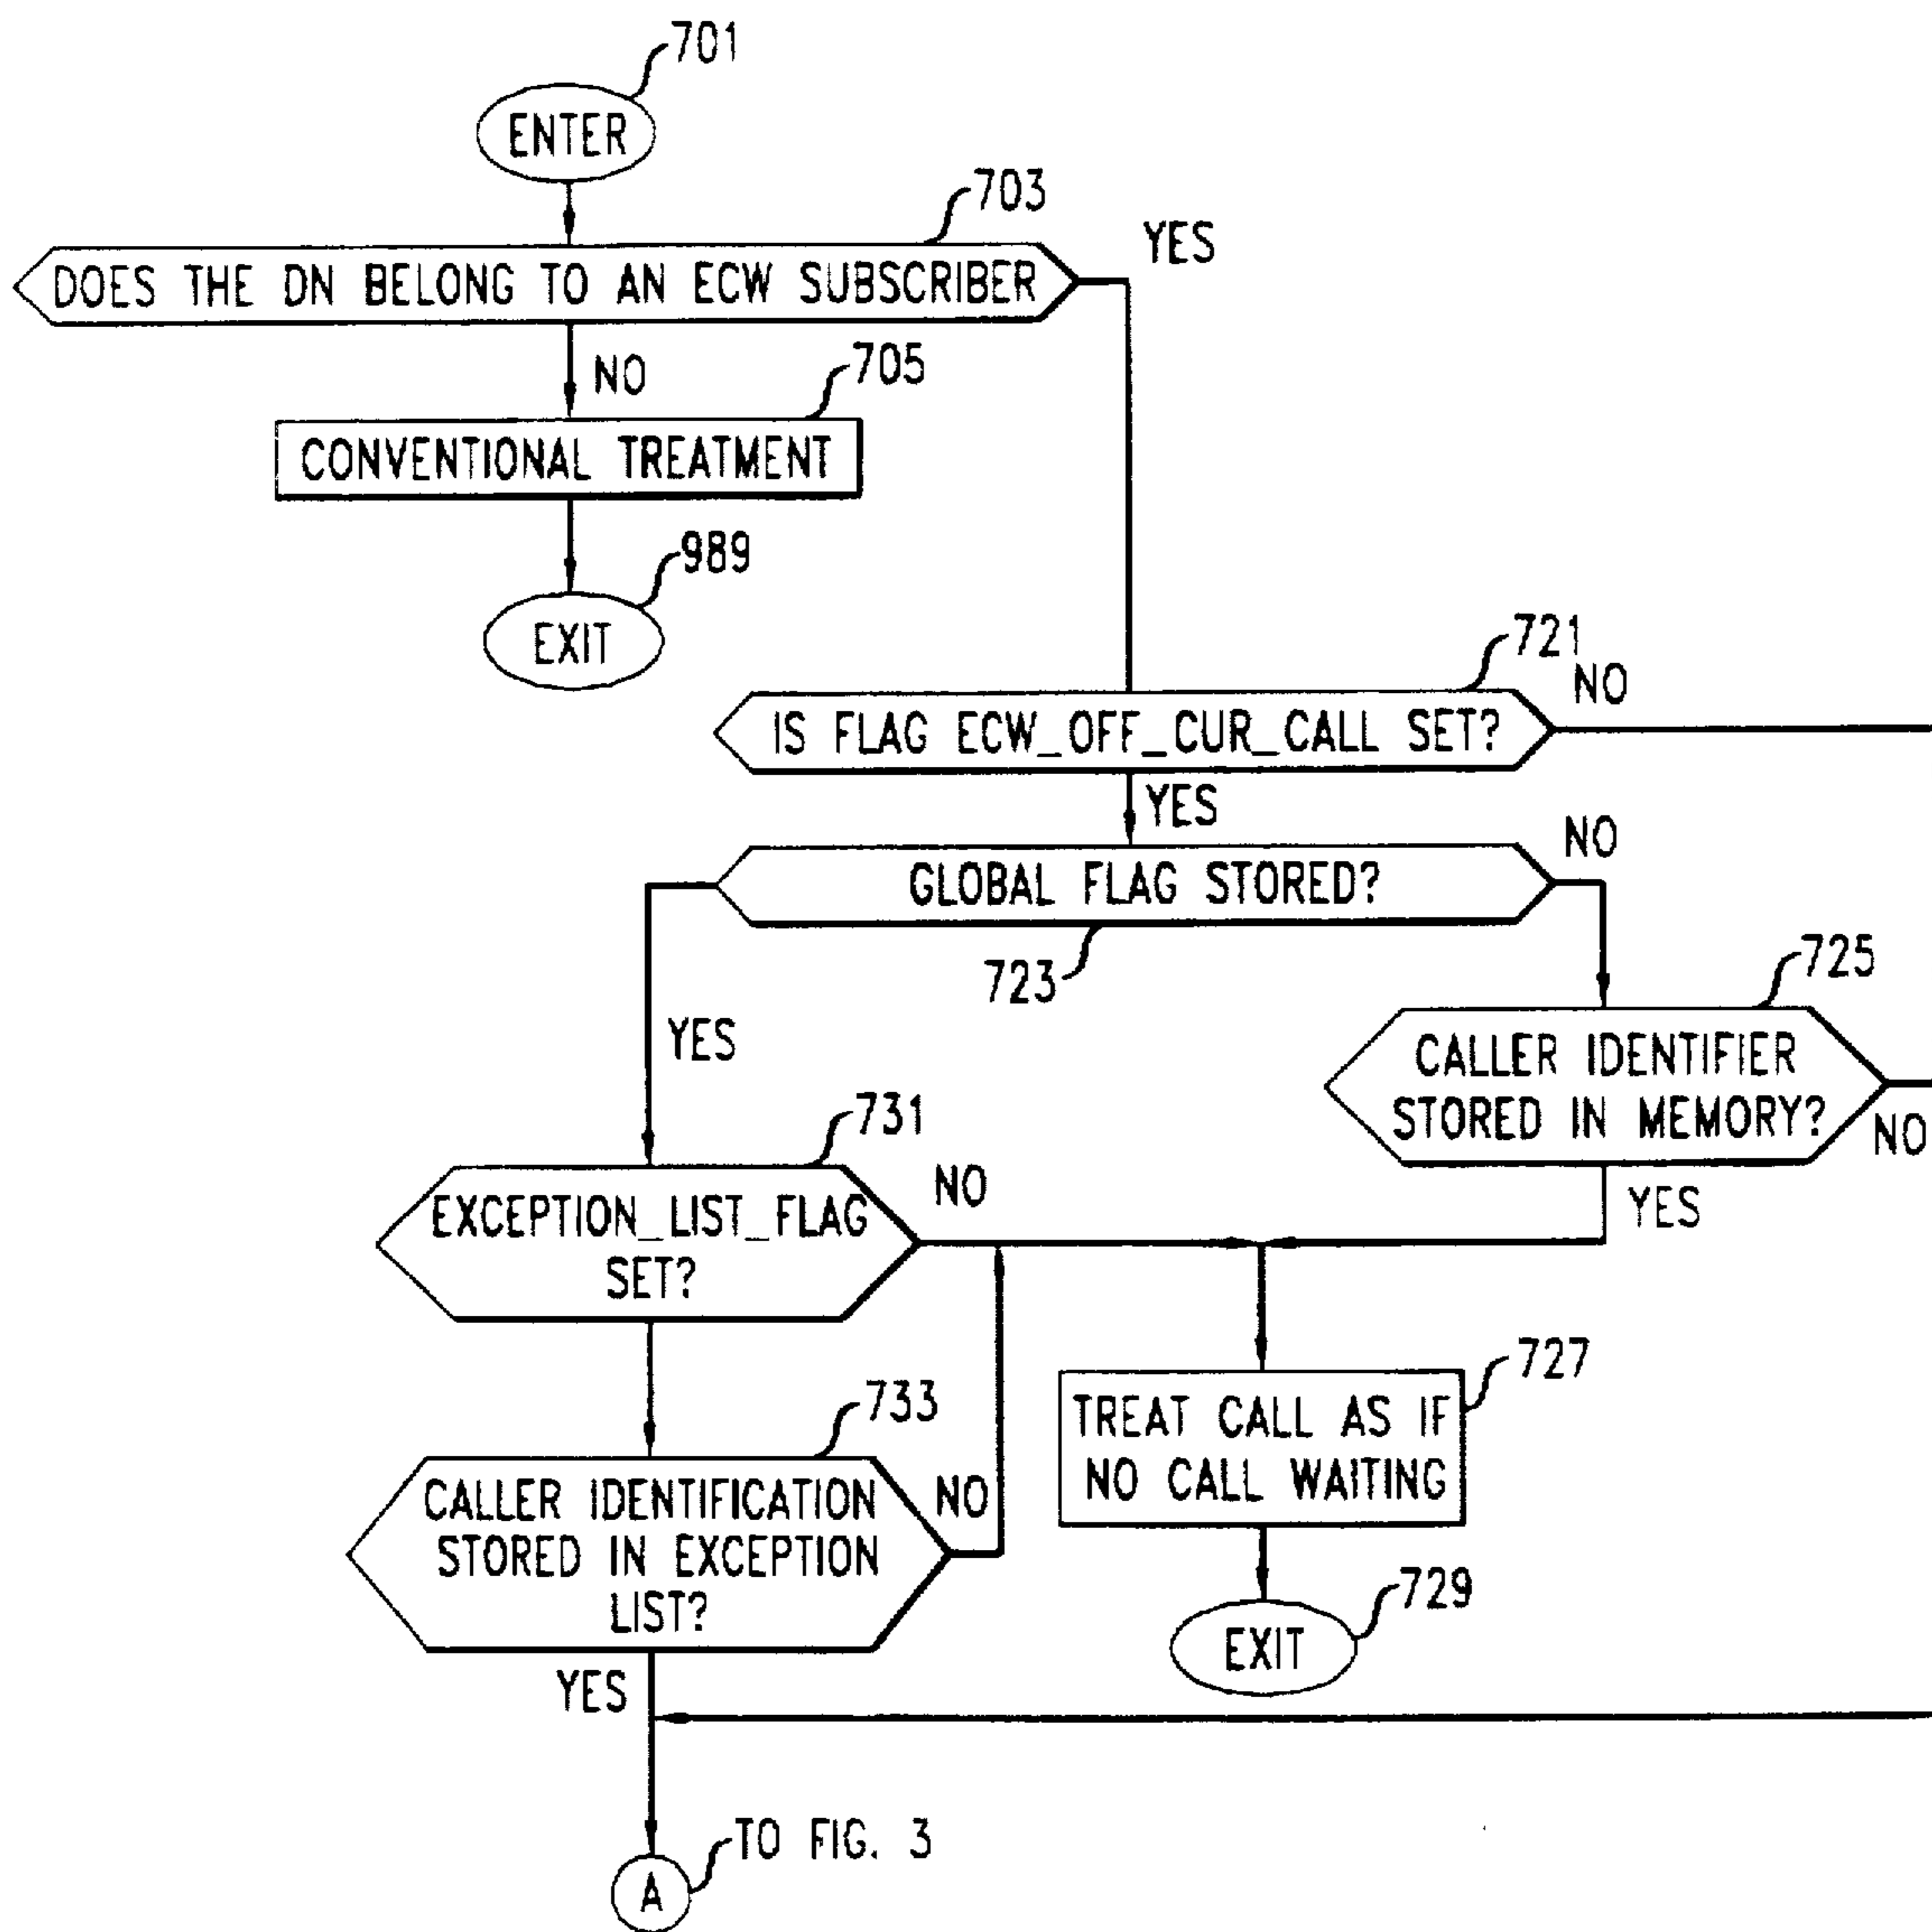 701
ENTER
703
YES
DOES THE DN BELONG TO AN ECW SUBSCRIBER
NO
705
CONVENTIONAL TREATMENT
989
EXIT
721
NO
IS FLAG ECW_OFF_CUR_CALL SET?
YES
NO
GLOBAL FLAG STORED?
723
725
YES
CALLER IDENTIFIER
STORED IN MEMORY?
NO
731
NO
YES
EXCEPTION_LIST_FLAG
SET?
727
733
TREAT CALL AS IF
NO CALL WAITING
CALLER IDENTIFICATION
STORED IN EXCEPTION
LIST?
NO
729
EXIT
YES
TO FIG. 3
A